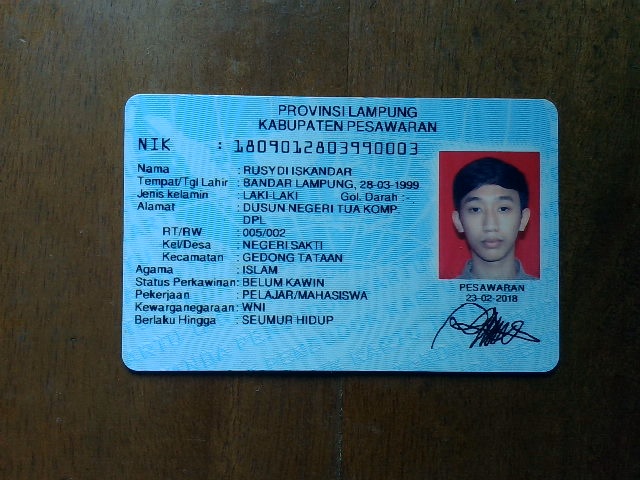 PROVINSI LAMPUNG
KABUPATEN PESAWARAN
NIK : 1809012803990003
Nama : RUSYDI ISKANDAR
Tempat/Tgl Lahir : BANDAR LAMPUNG, 28-03-1999
Jenis kelamin : LAKI-LAKI Gol. Darah : -
Alamat : DUSUN NEGERI TUA KOMP
DPL
RT/RW : 005/002
Kel/Desa : NEGERI SAKTI
Kecamatan : GEDONG TATAAN
Agama : ISLAM
Status Perkawinan: BELUM KAWIN
Pekerjaan : PELAJAR/MAHASISWA
Kewarganegaraan : WNI
Berlaku Hingga : SEUMUR HIDUP
PESAWARAN
23-02-2018